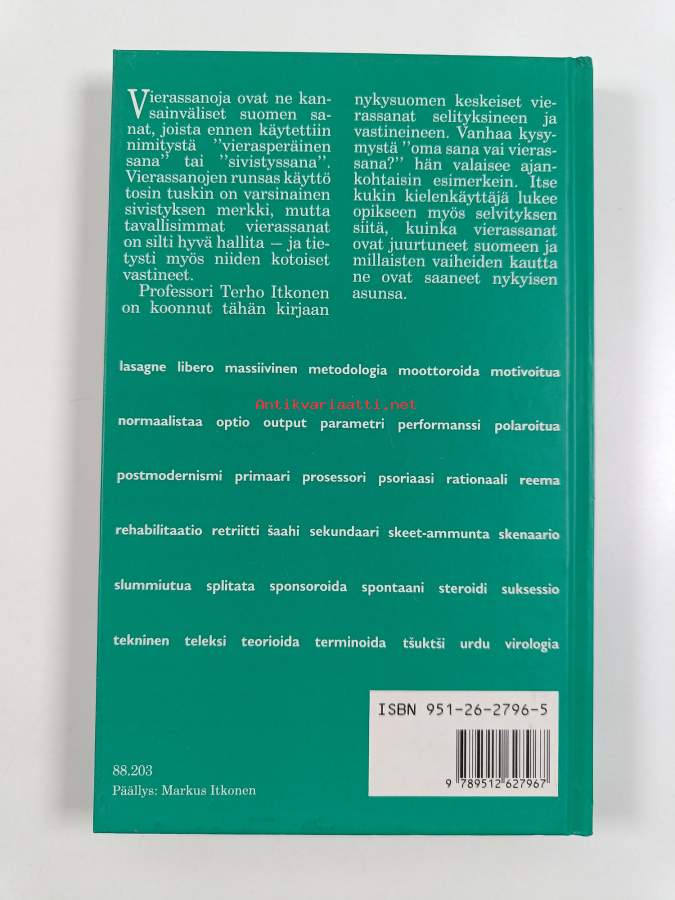 Vierassanoja ovat ne kan-
sainväliset suomen sa-
nat, joista ennen käytettiin
nimitystä "vierasperäinen
sana" tai "sivistyssana".
Vierassanojen runsas käyttö
tosin tuskin on varsinainen
sivistyksen merkki, mutta
tavallisimmat vierassanat
on silti hyvä hallita – ja tie-
tysti myös niiden kotoiset
vastineet.
Professori Terho Itkonen
on koonnut tähän kirjaan
nykysuomen keskeiset vie-
rassanat selityksineen ja
vastineineen. Vanhaa kysy-
mystä "oma sana vai vieras-
sana?" hän valaisee ajan-
kohtaisin esimerkein. Itse
kukin kielenkäyttäjä lukee
opikseen myös selvityksen
siitä, kuinka vierassanat
ovat juurtuneet suomeen ja
millaisten vaiheiden kautta
ne ovat saaneet nykyisen
asunsa.
lasagne libero massiivinen metodologia moottoroida motivoitua
Antikvariaatti.net
normaalistaa optio output parametri performanssi polaroitua
postmodernismi primaari prosessori psoriaasi rationaali reema
rehabilitaatio retriitti šaahi sekundaari skeet-ammunta skenaario
slummiutua splitata sponsoroida spontaani steroidi suksessio
tekninen teleksi teorioida terminoida tšuktši urdu virologia
ISBN 951-26-2796-5
9 789512 627967
88.203
Päällys: Markus Itkonen